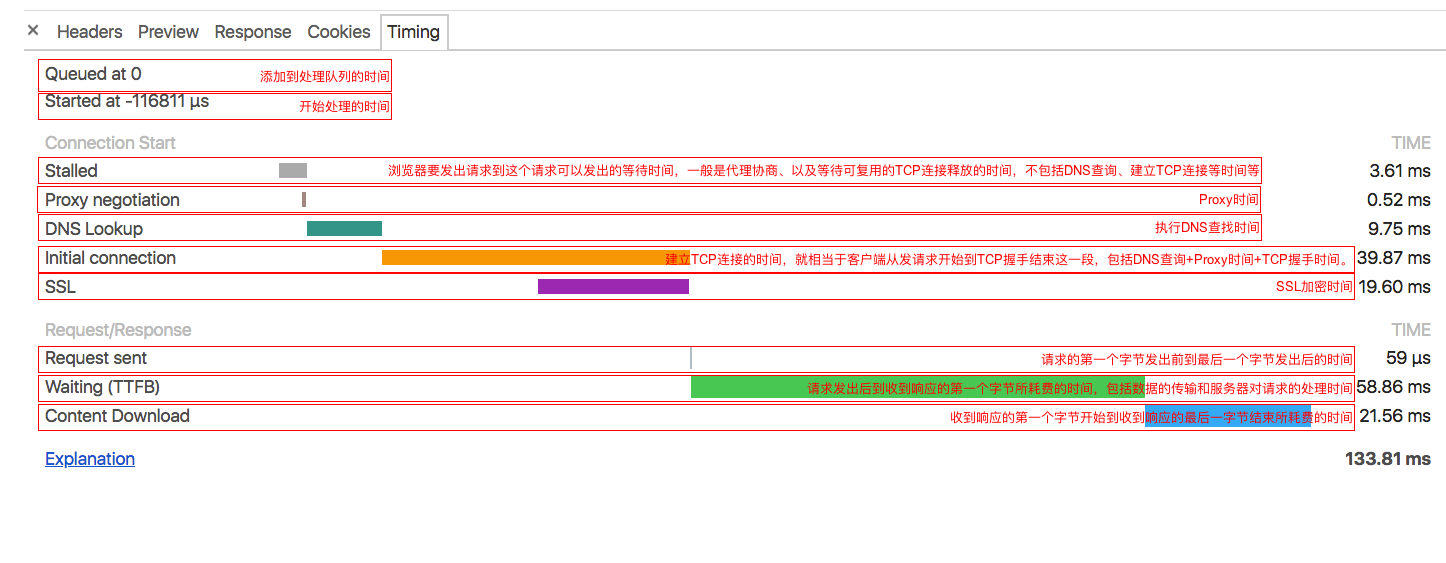 × Headers Preview Response Cookies Timing
Queued at 0 添加到处理队列的时间
Started at -116811 μs 开始处理的时间
Connection Start TIME
Stalled 浏览器要发出请求到这个请求可以发出的等待时间，一般是代理协商、以及等待可复用的TCP连接释放的时间，不包括DNS查询、建立TCP连接等时间等 3.61 ms
Proxy negotiation Proxy时间 0.52 ms
DNS Lookup 执行DNS查找时间 9.75 ms
Initial connection 建立TCP连接的时间，就相当于客户端从发请求开始到TCP握手结束这一段，包括DNS查询+Proxy时间+TCP握手时间。 39.87 ms
SSL SSL加密时间 19.60 ms
Request/Response TIME
Request sent 请求的第一个字节发出前到最后一个字节发出后的时间 59 μs
Waiting (TTFB) 请求发出后到收到响应的第一个字节所耗费的时间，包括数据的传输和服务器对请求的处理时间 58.86 ms
Content Download 收到响应的第一个字节开始到收到响应的最后一字节结束所耗费的时间 21.56 ms
Explanation 133.81 ms